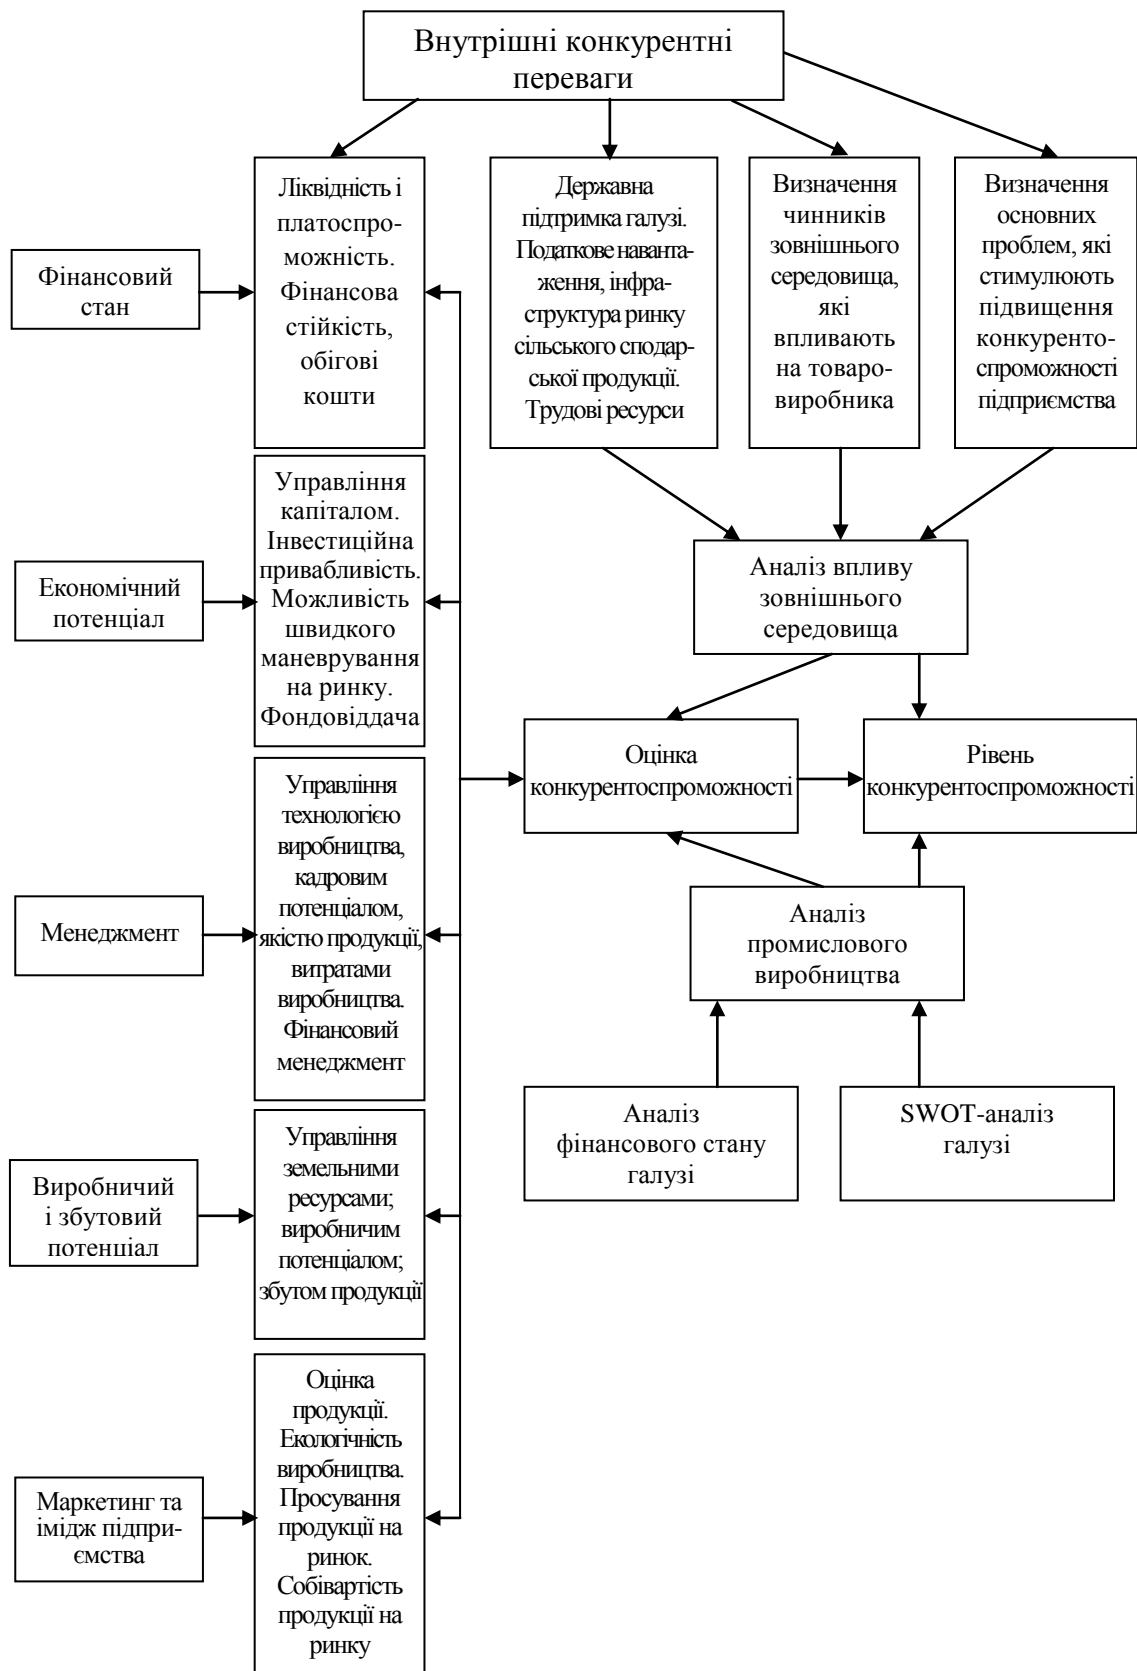 Внутрішні конкурентні
переваги
Ліквідність і
платоспро-
можність.
Фінансова
стійкість,
обігові
кошти
Державна
підтримка галузі.
Податкове наванта-
ження, інфра-
структура ринку
сільського сподар-
ської продукції.
Трудові ресурси
Визначення
чинників
зовнішнього
середовища,
які
впливають
на товаро-
виробника
Визначення
основних
проблем, які
стимулюють
підвищення
конкуренто-
спроможності
підприємства
Фінансовий
стан
Управління
капіталом.
Інвестиційна
привабливість.
Можливість
швидкого
маневрування
на ринку.
Фондовіддача
Економічний
потенціал
Аналіз впливу
зовнішнього
середовища
Оцінка
конкурентоспроможності
Рівень
конкурентоспроможності
Управління
технологією
виробництва,
кадровим
потенціалом,
якістю продукції,
витратами
виробництва.
Фінансовий
менеджмент
Менеджмент
Аналіз
промислового
виробництва
Аналіз
фінансового стану
галузі
SWOT-аналіз
галузі
Виробничий
і збутовий
потенціал
Управління
земельними
ресурсами;
виробничим
потенціалом;
збутом продукції
Маркетинг та
імідж підпри-
ємства
Оцінка
продукції.
Екологічність
виробництва.
Просування
продукції на
ринок.
Собівартість
продукції на
ринку